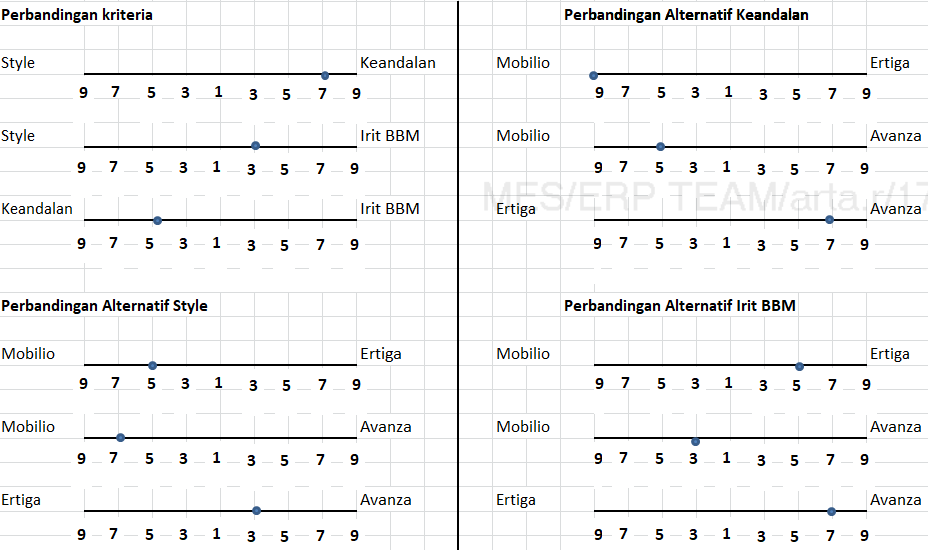 Perbandingan kriteria
Style Keandalan
9 7 5 3 1 3 5 7 9
Style Irit BBM
9 7 5 3 1 3 5 7 9
Keandalan Irit BBM
9 7 5 3 1 3 5 7 9
Perbandingan Alternatif Keandalan
Mobilio Ertiga
9 7 5 3 1 3 5 7 9
Mobilio Avanza
9 7 5 3 1 3 5 7 9
MES/ERP TEAM/arta.r/17
Ertiga Avanza
9 7 5 3 1 3 5 7 9
Perbandingan Alternatif Style
Mobilio Ertiga
9 7 5 3 1 3 5 7 9
Mobilio Avanza
9 7 5 3 1 3 5 7 9
Ertiga Avanza
9 7 5 3 1 3 5 7 9
Perbandingan Alternatif Irit BBM
Mobilio Ertiga
9 7 5 3 1 3 5 7 9
Mobilio Avanza
9 7 5 3 1 3 5 7 9
Ertiga Avanza
9 7 5 3 1 3 5 7 9